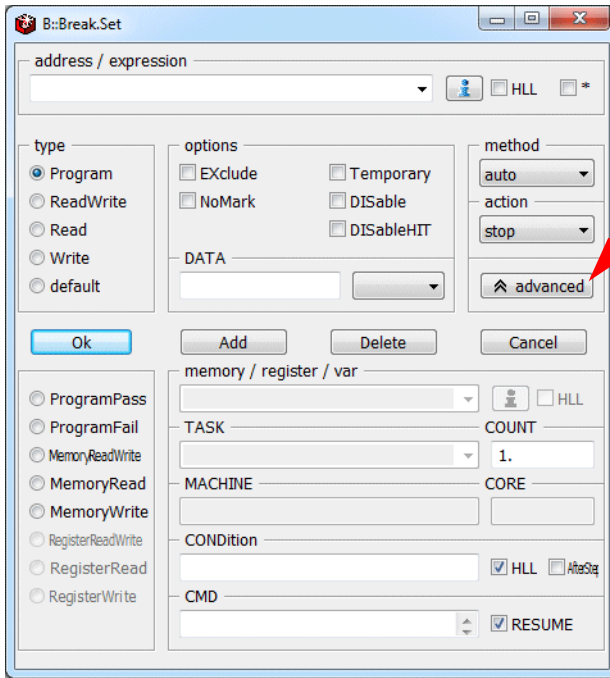 B::Break.Set
address / expression
HLL *
type options method
Program EXclude Temporary auto
ReadWrite NoMark DISable action
Read DISableHIT stop
Write DATA
default advanced
Ok Add Delete Cancel
memory / register / var
ProgramPass HLL
ProgramFail TASK COUNT
MemoryReadWrite 1.
MemoryRead MACHINE CORE
MemoryWrite
RegisterReadWrite CONDition
RegisterRead HLL AfterStep
RegisterWrite CMD
RESUME